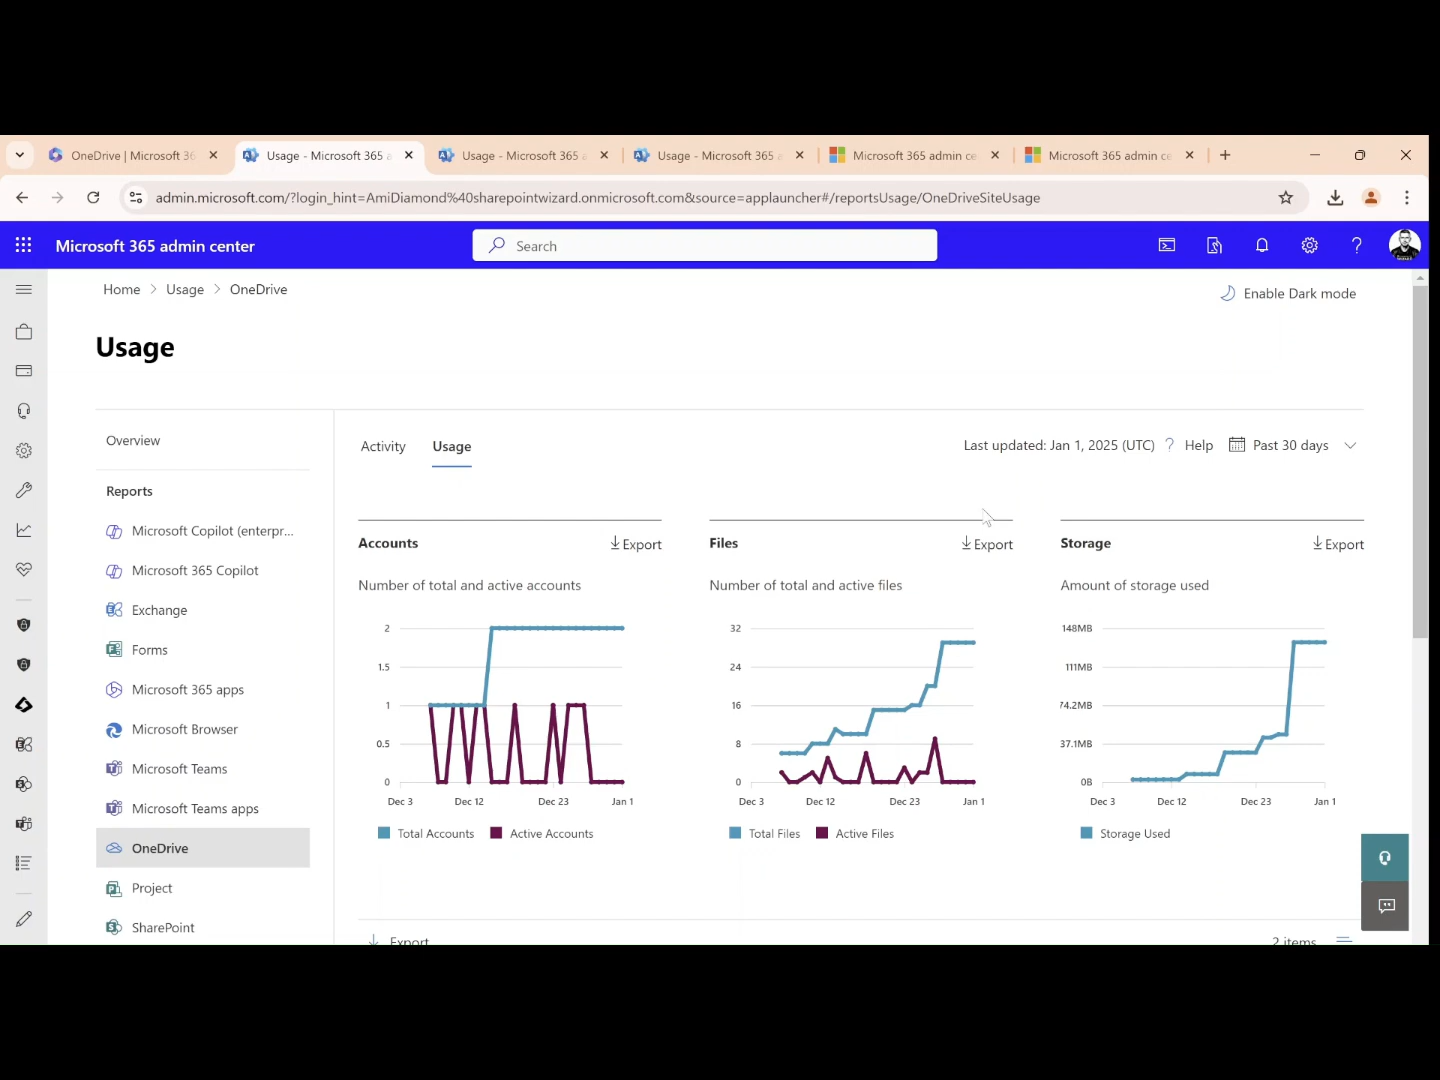 OneDrive | Microsoft 36
Usage - Microsoft 365 a
Usage - Microsoft 365 a
Usage - Microsoft 365 a
Microsoft 365 admin ce
Microsoft 365 admin ce
admin.microsoft.com/?login_hint=AmiDiamond%40sharepointwizard.onmicrosoft.com&source=applauncher#/reportsUsage/OneDriveSiteUsage
Microsoft 365 admin center
Search
Home > Usage > OneDrive
Enable Dark mode
Usage
Overview
Reports
Microsoft Copilot (enterpr...
Microsoft 365 Copilot
Exchange
Forms
Microsoft 365 apps
Microsoft Browser
Microsoft Teams
Microsoft Teams apps
OneDrive
Project
SharePoint
Activity
Usage
Last updated: Jan 1, 2025 (UTC)
? Help
Past 30 days
Accounts
Export
Number of total and active accounts
2
1.5
1
0.5
0
Dec 3 Dec 12 Dec 23 Jan 1
Total Accounts Active Accounts
Files
Export
Number of total and active files
32
24
16
8
0
Dec 3 Dec 12 Dec 23 Jan 1
Total Files Active Files
Storage
Export
Amount of storage used
148MB
111MB
74.2MB
37.1MB
0B
Dec 3 Dec 12 Dec 23 Jan 1
Storage Used
Export
2 items